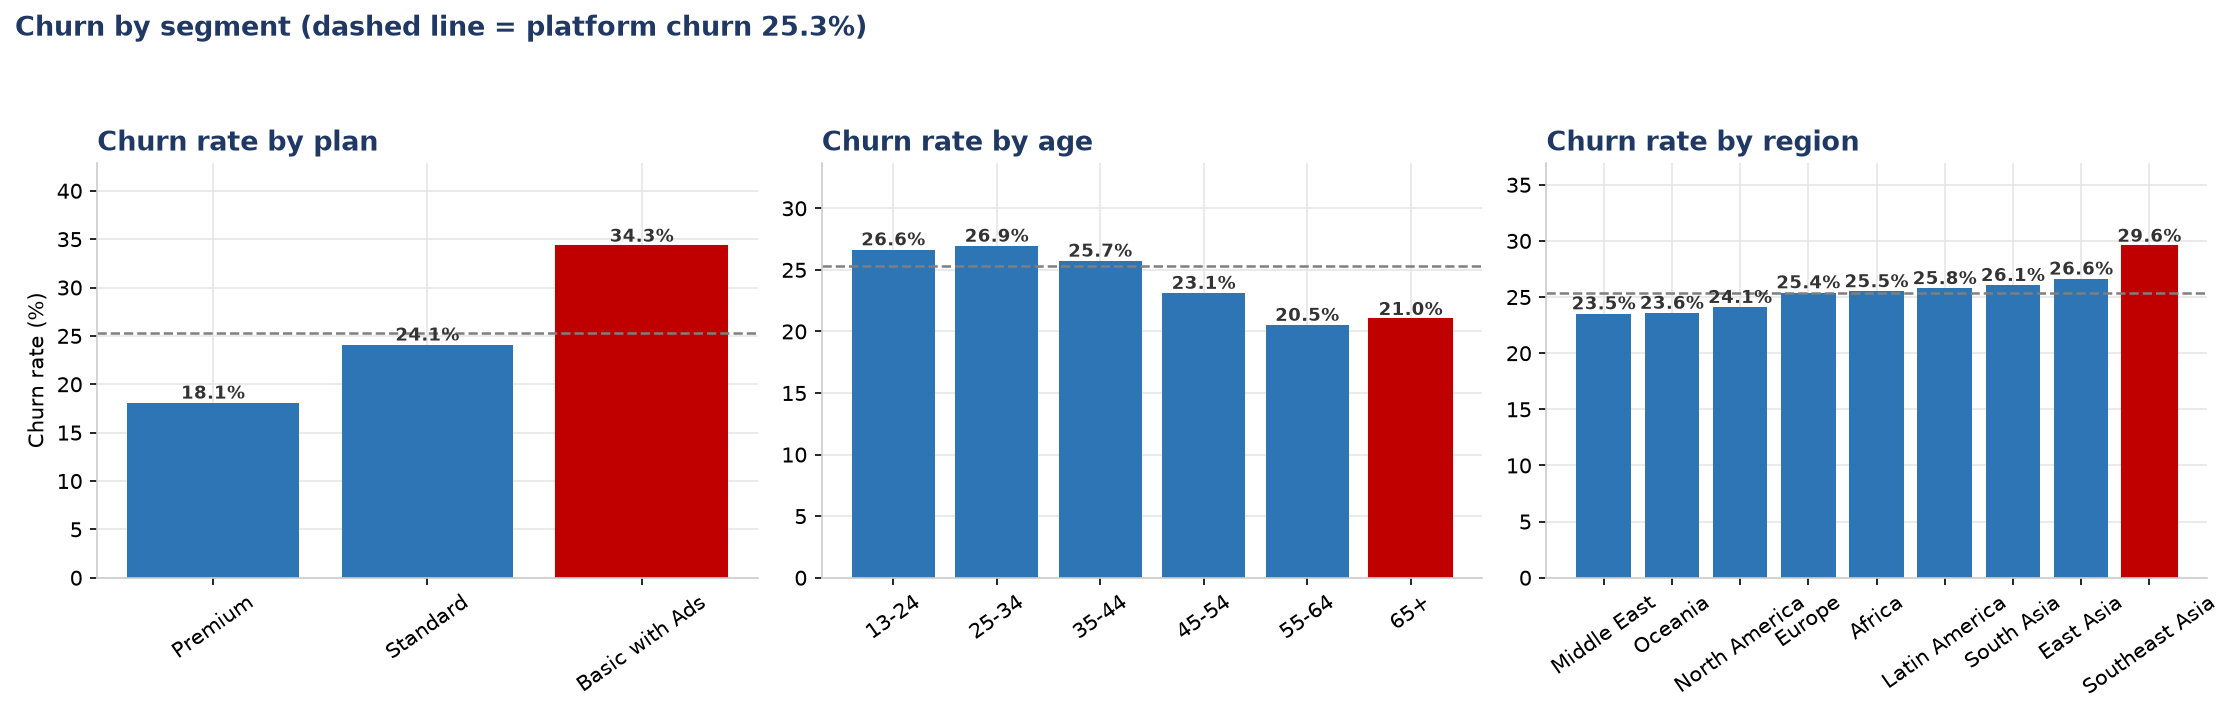 Churn by segment (dashed line = platform churn 25.3%)
Churn rate by plan
Churn rate (%)
40
35
30
25
20
15
10
5
0
18.1%
24.1%
34.3%
Premium
Standard
Basic with Ads
Churn rate by age
30
25
20
15
10
5
0
26.6%
26.9%
25.7%
23.1%
20.5%
21.0%
13-24
25-34
35-44
45-54
55-64
65+
Churn rate by region
35
30
25
20
15
10
5
0
23.5%
23.6%
24.1%
25.4%
25.5%
25.8%
26.1%
26.6%
29.6%
Middle East
Oceania
North America
Europe
Africa
Latin America
South Asia
East Asia
Southeast Asia